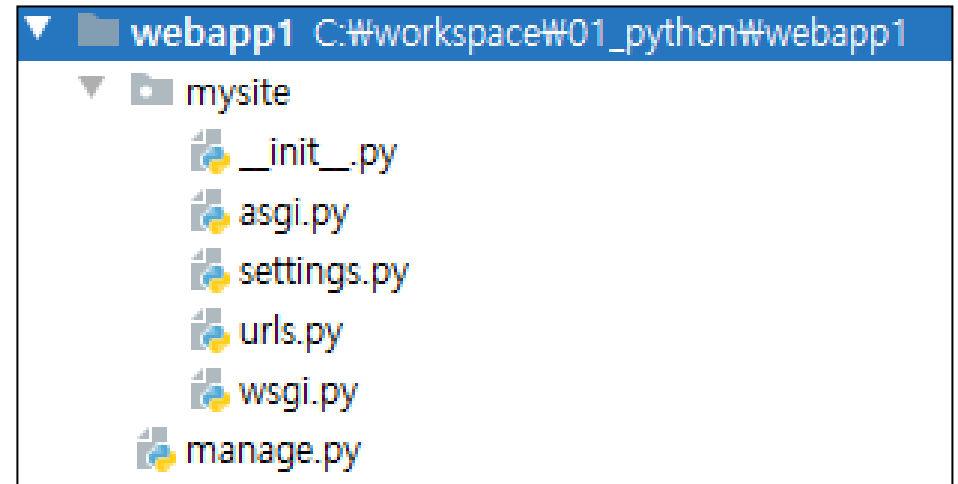 webapp1 C:₩workspace₩01_python₩webapp1
mysite
__init__.py
asgi.py
settings.py
urls.py
wsgi.py
manage.py